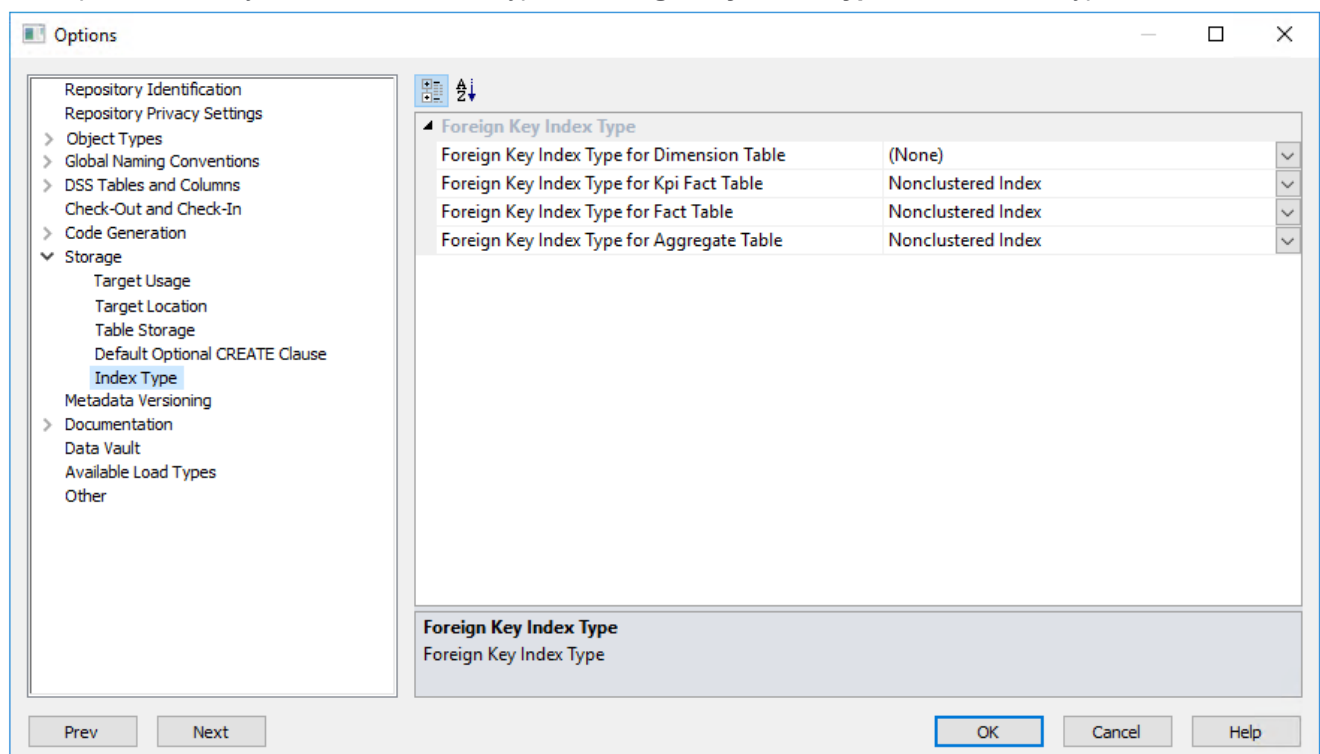 Options
Repository Identification
Repository Privacy Settings
Object Types
Global Naming Conventions
DSS Tables and Columns
Check-Out and Check-In
Code Generation
Storage
Target Usage
Target Location
Table Storage
Default Optional CREATE Clause
Index Type
Metadata Versioning
Documentation
Data Vault
Available Load Types
Other
Foreign Key Index Type
Foreign Key Index Type for Dimension Table (None)
Foreign Key Index Type for Kpi Fact Table Nonclustered Index
Foreign Key Index Type for Fact Table Nonclustered Index
Foreign Key Index Type for Aggregate Table Nonclustered Index
Foreign Key Index Type
Foreign Key Index Type
Prev Next OK Cancel Help